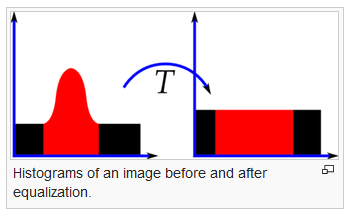 T
Histograms of an image before and after
equalization.